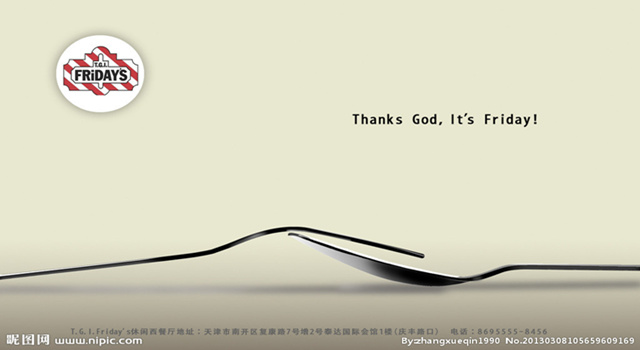 T.G.I.
FRiDAY'S
Thanks God, It's Friday!
T.G.I.Friday's休闲西餐厅地址:天津市南开区复康路7号增2号泰达国际会馆1楼(庆丰路口) 电话:8695555-8456
昵图网 www.nipic.com
By:zhangxueqin1990 No.20130308105659609169